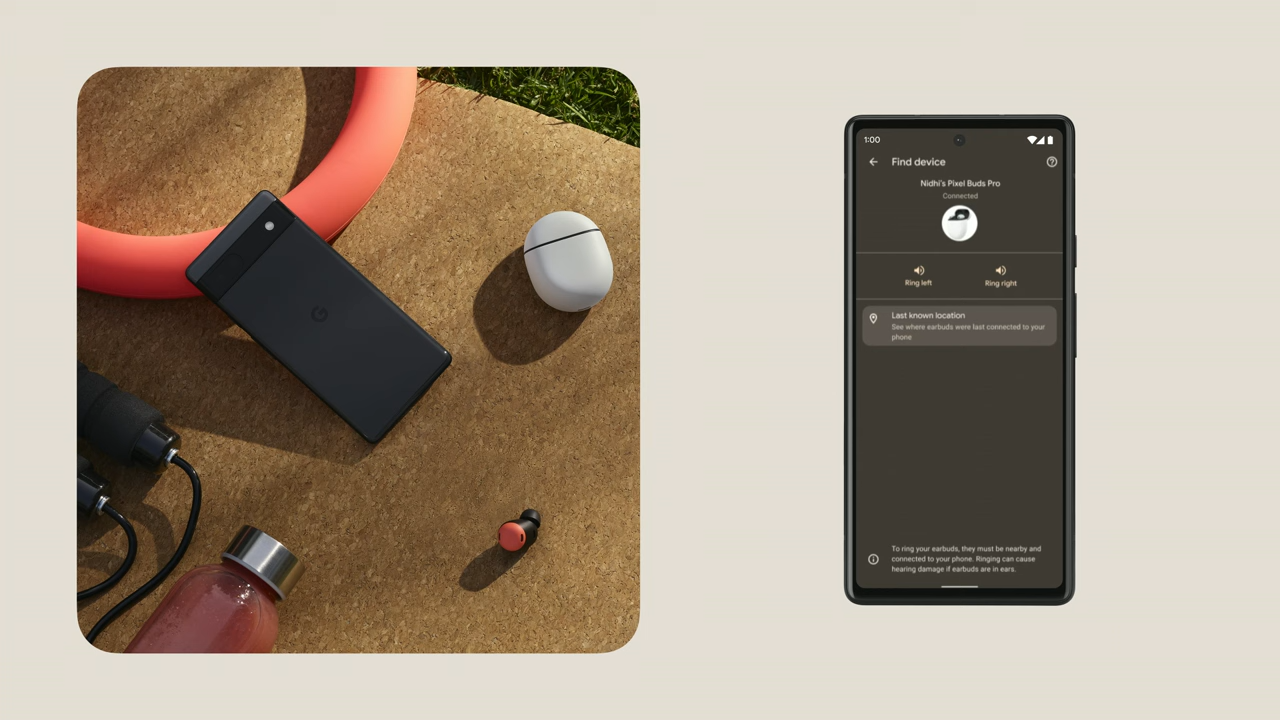 1:00
Find device
Nidhi's Pixel Buds Pro
Connected
Ring left
Ring right
Last known location
See where earbuds were last connected to your
phone
To ring your earbuds, they must be nearby and
connected to your phone. Ringing can cause
hearing damage if earbuds are in ears.